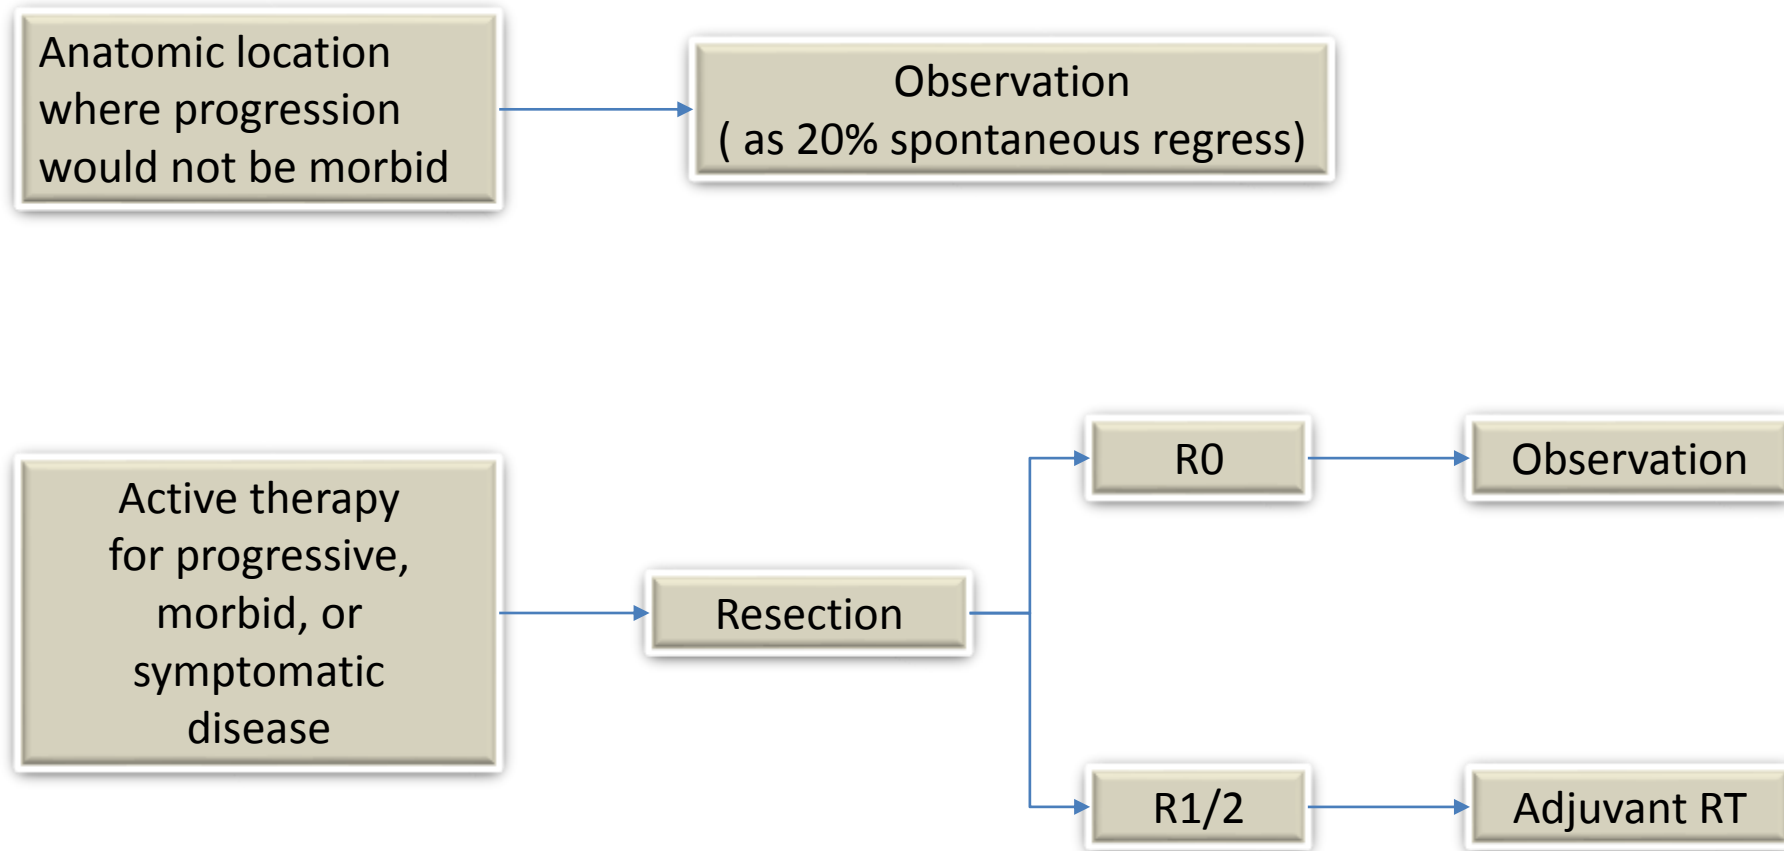 Anatomic location
where progression
would not be morbid
Observation
( as 20% spontaneous regress)
Active therapy
for progressive,
morbid, or
symptomatic
disease
Resection
R0
Observation
R1/2
Adjuvant RT